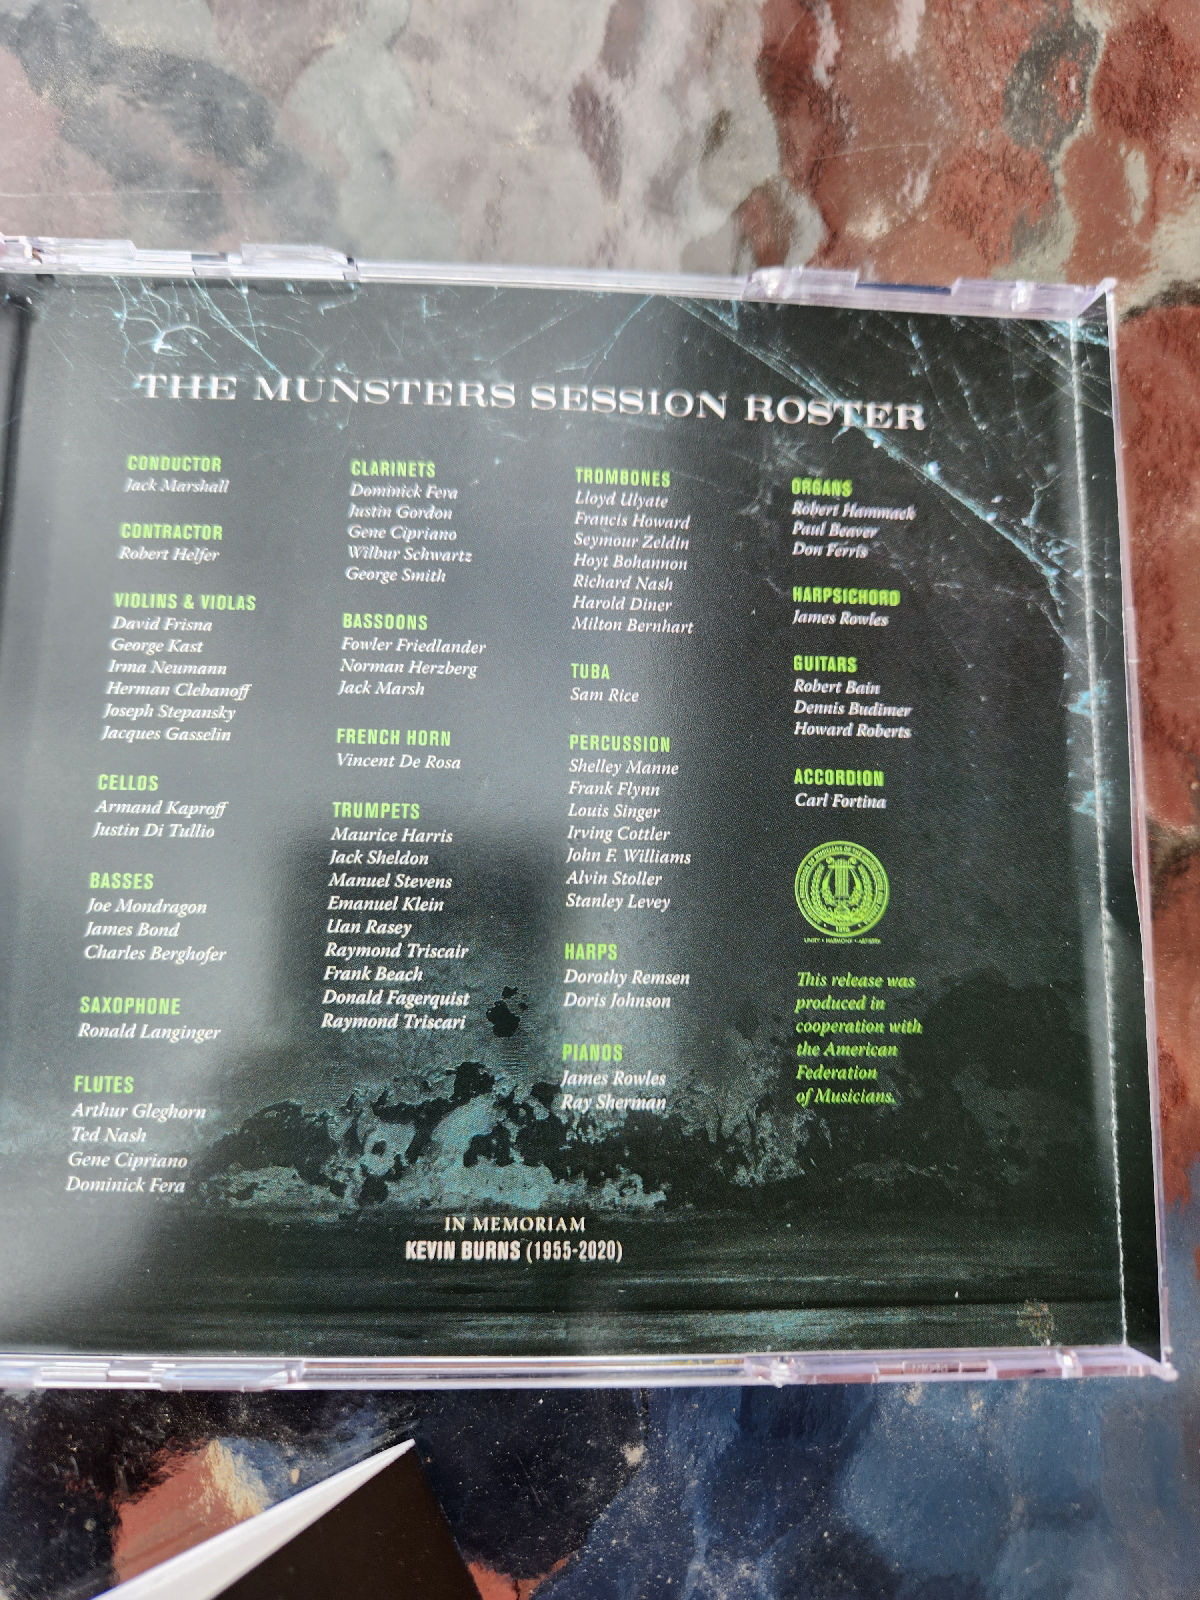 THE MUNSTERS SESSION ROSTER
CONDUCTOR
Jack Marshall
CONTRACTOR
Robert Helfer
VIOLINS & VIOLAS
David Frisna
George Kast
Irma Neumann
Herman Clebanoff
Joseph Stepansky
Jacques Gasselin
CELLOS
Armand Kaproff
Justin Di Tullio
BASSES
Joe Mondragon
James Bond
Charles Berghofer
SAXOPHONE
Ronald Langinger
FLUTES
Arthur Gleghorn
Ted Nash
Gene Cipriano
Dominick Fera
CLARINETS
Dominick Fera
Justin Gordon
Gene Cipriano
Wilbur Schwartz
George Smith
BASSOONS
Fowler Friedlander
Norman Herzberg
Jack Marsh
FRENCH HORN
Vincent De Rosa
TRUMPETS
Maurice Harris
Jack Sheldon
Manuel Stevens
Emanuel Klein
Uan Rasey
Raymond Triscair
Frank Beach
Donald Fagerquist
Raymond Triscari
TROMBONES
Lloyd Ulyate
Francis Howard
Seymour Zeldin
Hoyt Bohannon
Richard Nash
Harold Diner
Milton Bernhart
TUBA
Sam Rice
PERCUSSION
Shelley Manne
Frank Flynn
Louis Singer
Irving Cottler
John F. Williams
Alvin Stoller
Stanley Levey
HARPS
Dorothy Remsen
Doris Johnson
PIANOS
James Rowles
Ray Sherman
ORGANS
Robert Hammack
Paul Beaver
Don Ferris
HARPSICHORD
James Rowles
GUITARS
Robert Bain
Dennis Budimer
Howard Roberts
ACCORDION
Carl Fortina
1896
UNITY • HARMONY • ARTISTRY
This release was
produced in
cooperation with
the American
Federation
of Musicians.
IN MEMORIAM
KEVIN BURNS (1955-2020)